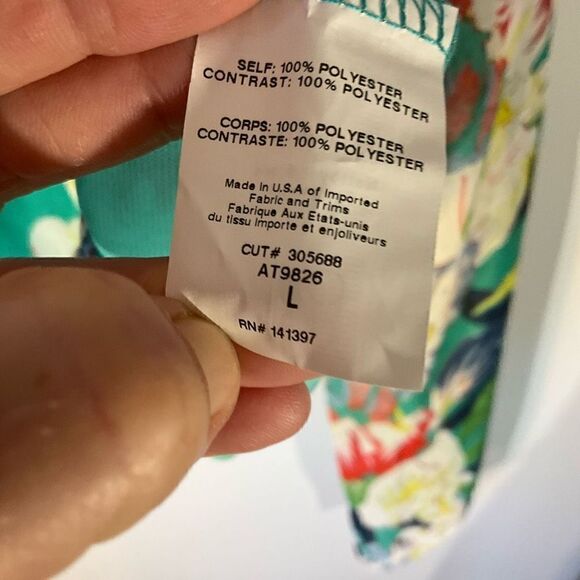 SELF: 100% POLYESTER
CONTRAST: 100% POLYESTER
CORPS: 100% POLYESTER
CONTRASTE: 100% POLYESTER
Made in U.S.A of Imported
Fabric and Trims
Fabrique Aux Etats-unis
du tissu importe et enjoliveurs
CUT# 305688
AT9826
L
RN# 141397